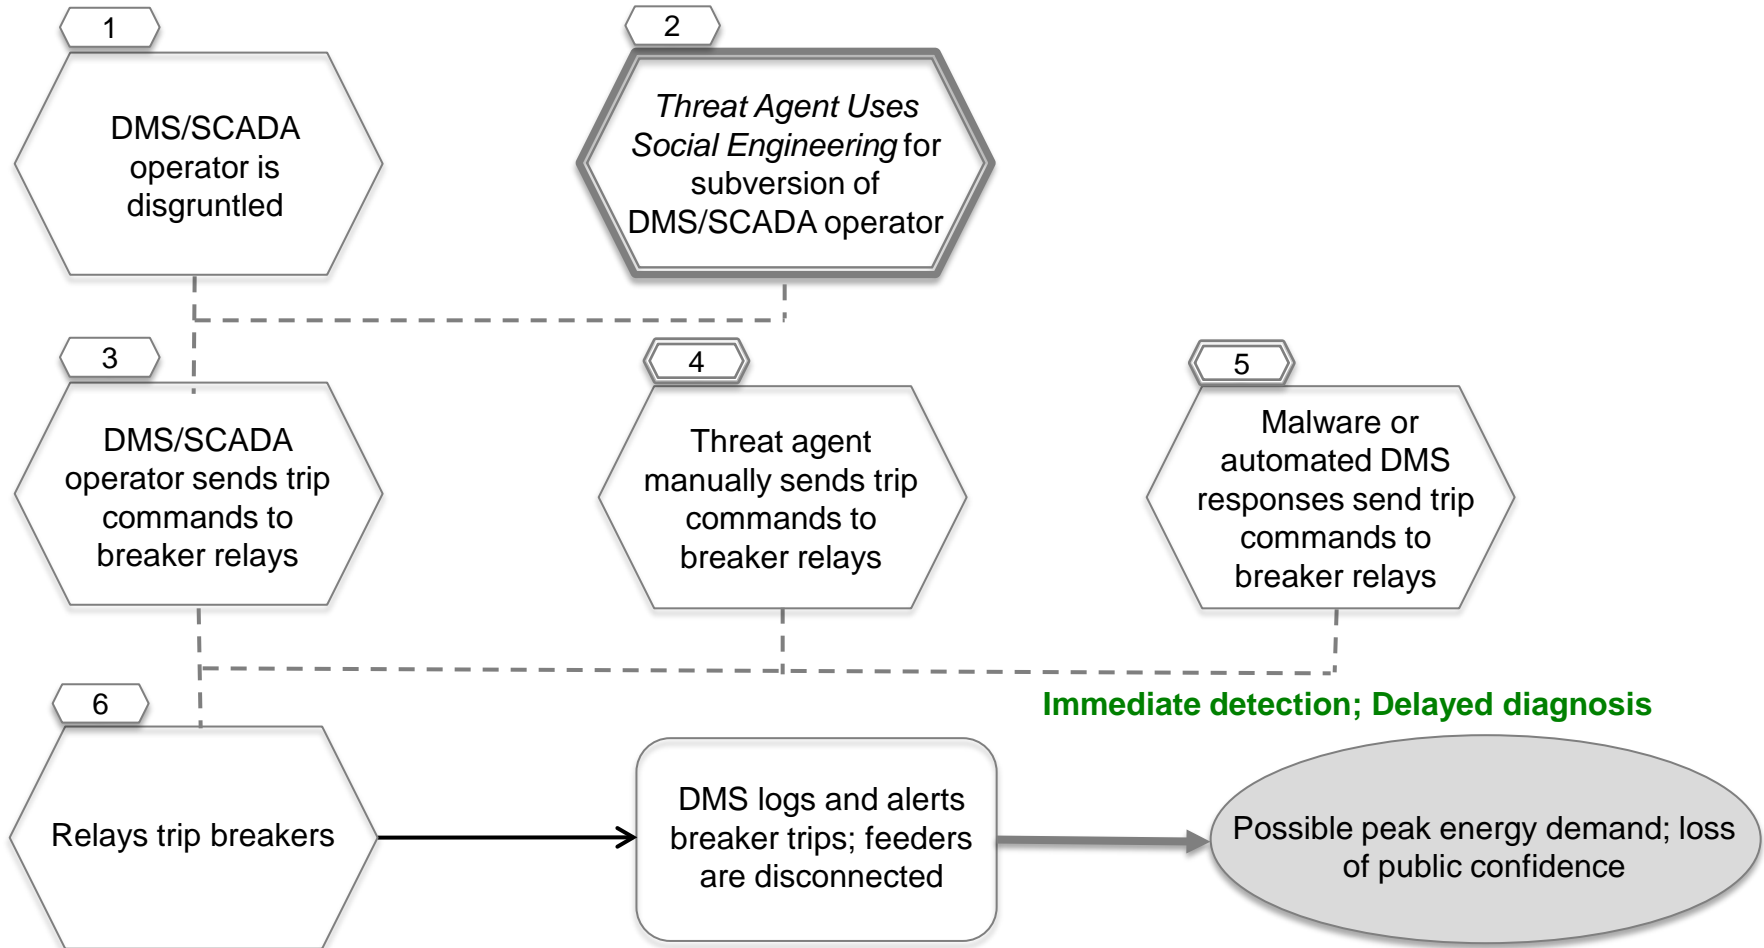 1
DMS/SCADA
operator is
disgruntled
2
Threat Agent Uses
Social Engineering for
subversion of
DMS/SCADA operator
3
DMS/SCADA
operator sends trip
commands to
breaker relays
4
Threat agent
manually sends trip
commands to
breaker relays
5
Malware or
automated DMS
responses send trip
commands to
breaker relays
6
Relays trip breakers
DMS logs and alerts
breaker trips; feeders
are disconnected
Immediate detection; Delayed diagnosis
Possible peak energy demand; loss
of public confidence